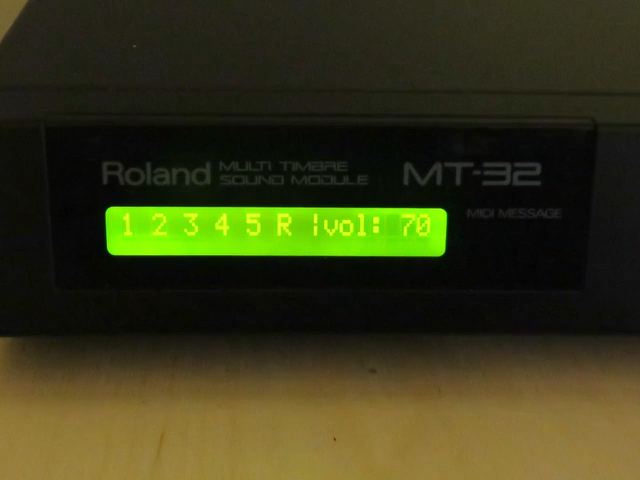 Roland MULTI TIMBRE SOUND MODULE MT-32
1 2 3 4 5 R |vol: 70
MIDI MESSAGE